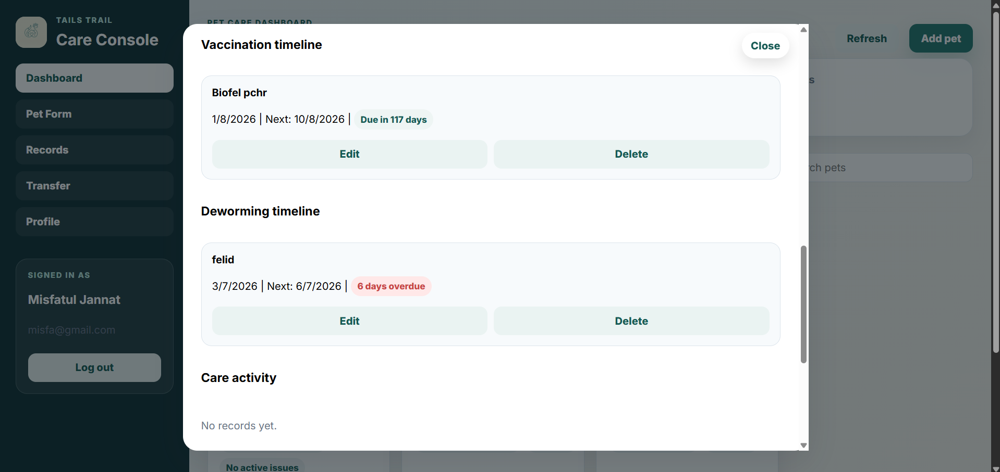 TAILS TRAIL
Care Console
Dashboard
Pet Form
Records
Transfer
Profile
SIGNED IN AS
Misfatul Jannat
misfa@gmail.com
Log out
PET CARE DASHBOARD
Refresh
Add pet
Vaccination timeline
Close
Biofel pchr
1/8/2026 | Next: 10/8/2026 | Due in 117 days
Edit
Delete
Deworming timeline
felid
3/7/2026 | Next: 6/7/2026 | 6 days overdue
Edit
Delete
Care activity
No records yet.
pets
No active issues